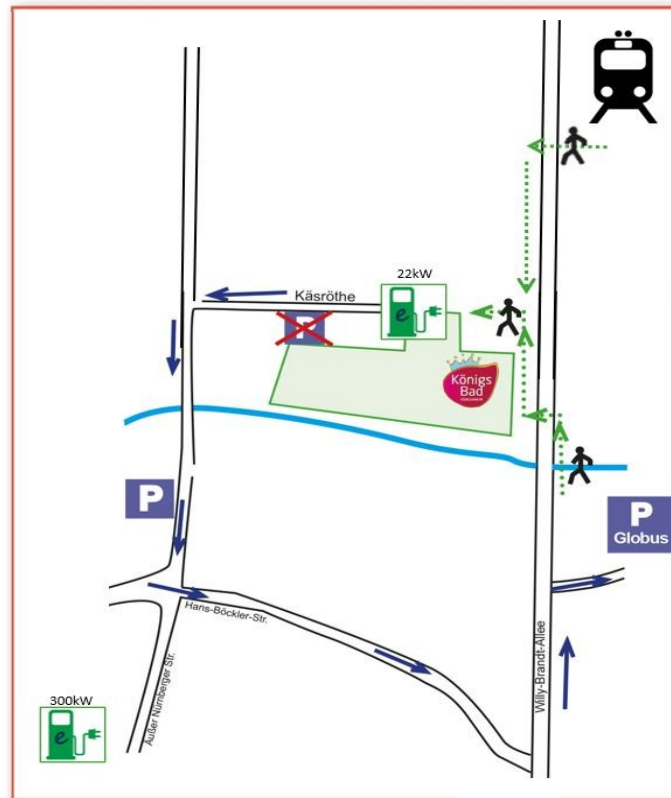 22kW
Käsröthe
P
Königs
Bad
P
P
Globus
Hans-Böckler-Str.
Willy-Brandt-Allee
Äußer Nürnberger Str.
300kW
e
e